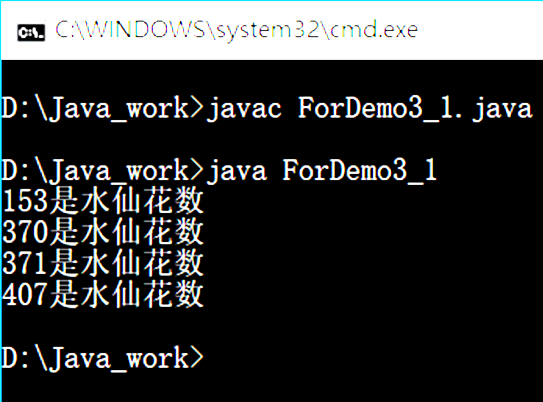 C:\WINDOWS\system32\cmd.exe
D:\Java_work>javac ForDemo3_1.java
D:\Java_work>java ForDemo3_1
153是水仙花数
370是水仙花数
371是水仙花数
407是水仙花数
D:\Java_work>